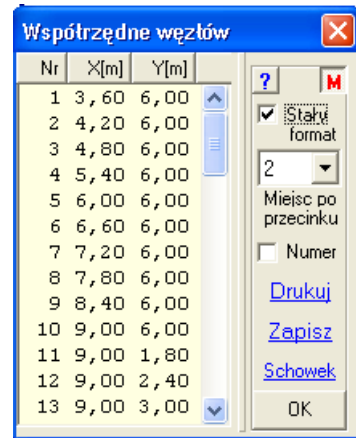 Współrzędne węzłów
Nr X[m] Y[m]
1 3,60 6,00
2 4,20 6,00
3 4,80 6,00
4 5,40 6,00
5 6,00 6,00
6 6,60 6,00
7 7,20 6,00
8 7,80 6,00
9 8,40 6,00
10 9,00 6,00
11 9,00 1,80
12 9,00 2,40
13 9,00 3,00
? M
Stały
format
2
Miejsc po
przecinku
Numer
Drukuj
Zapisz
Schowek
OK